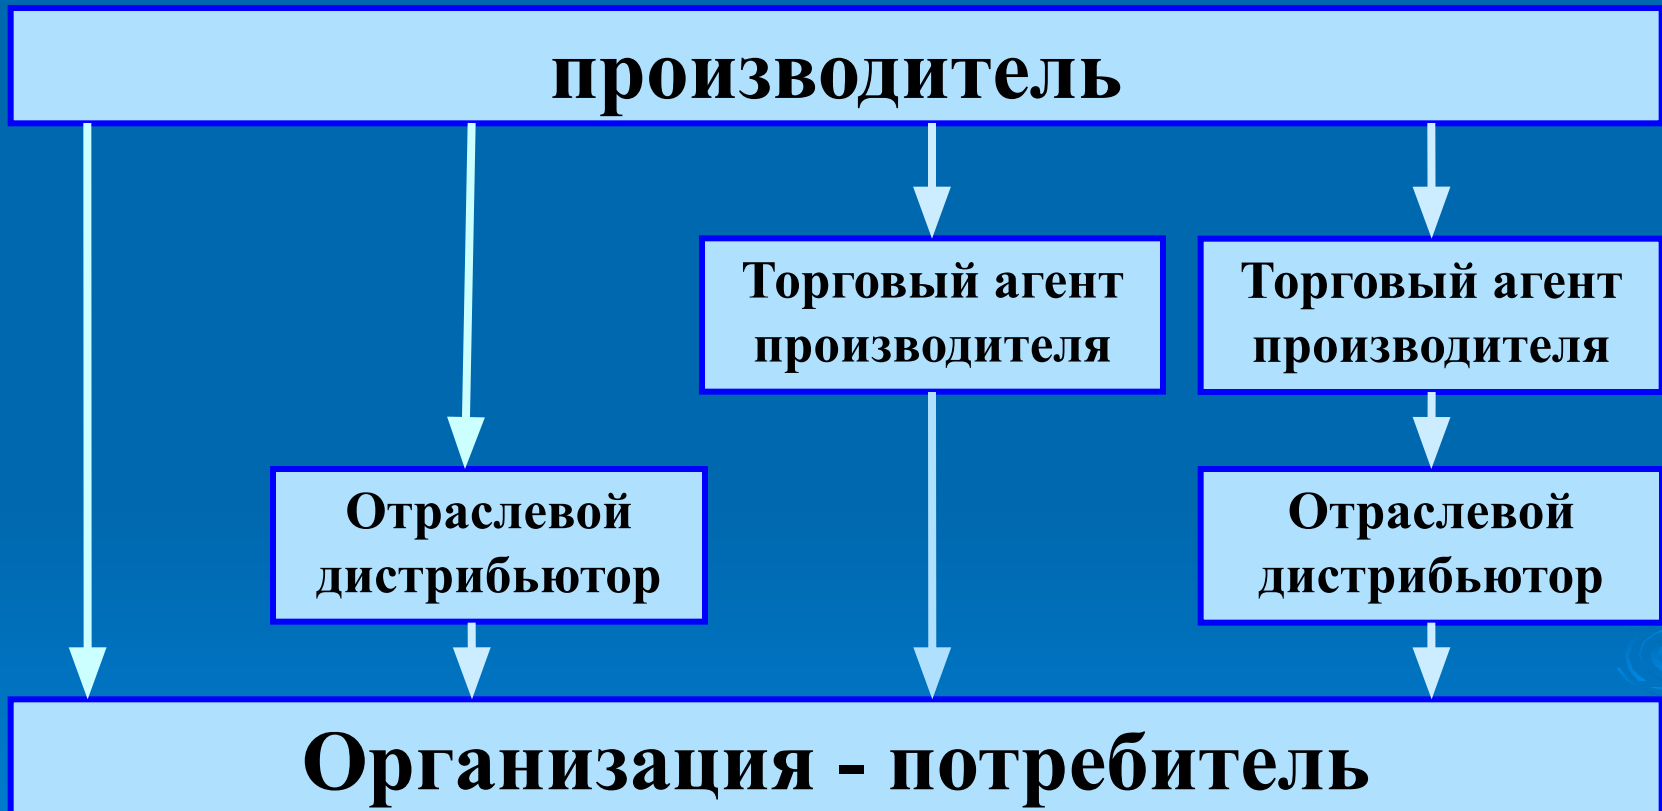 производитель
Торговый агент
производителя
Торговый агент
производителя
Отраслевой
дистрибьютор
Отраслевой
дистрибьютор
Организация - потребитель